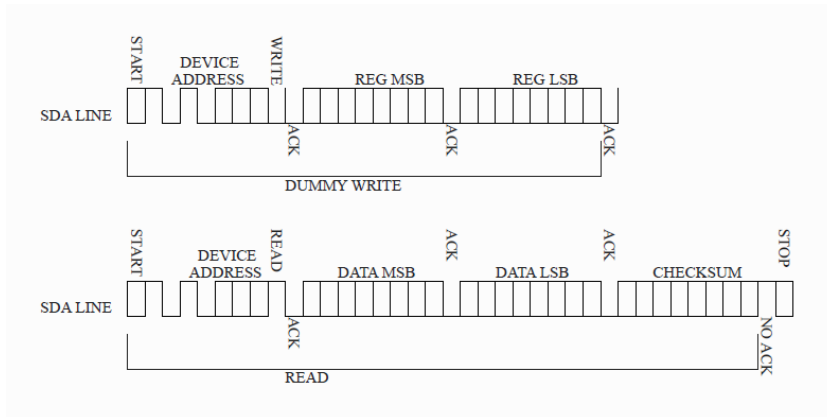 START
DEVICE
ADDRESS
WRITE
REG MSB
REG LSB
SDA LINE
ACK
ACK
ACK
DUMMY WRITE
START
DEVICE
ADDRESS
READ
ACK
ACK
STOP
DATA MSB
DATA LSB
CHECKSUM
SDA LINE
ACK
NO ACK
READ